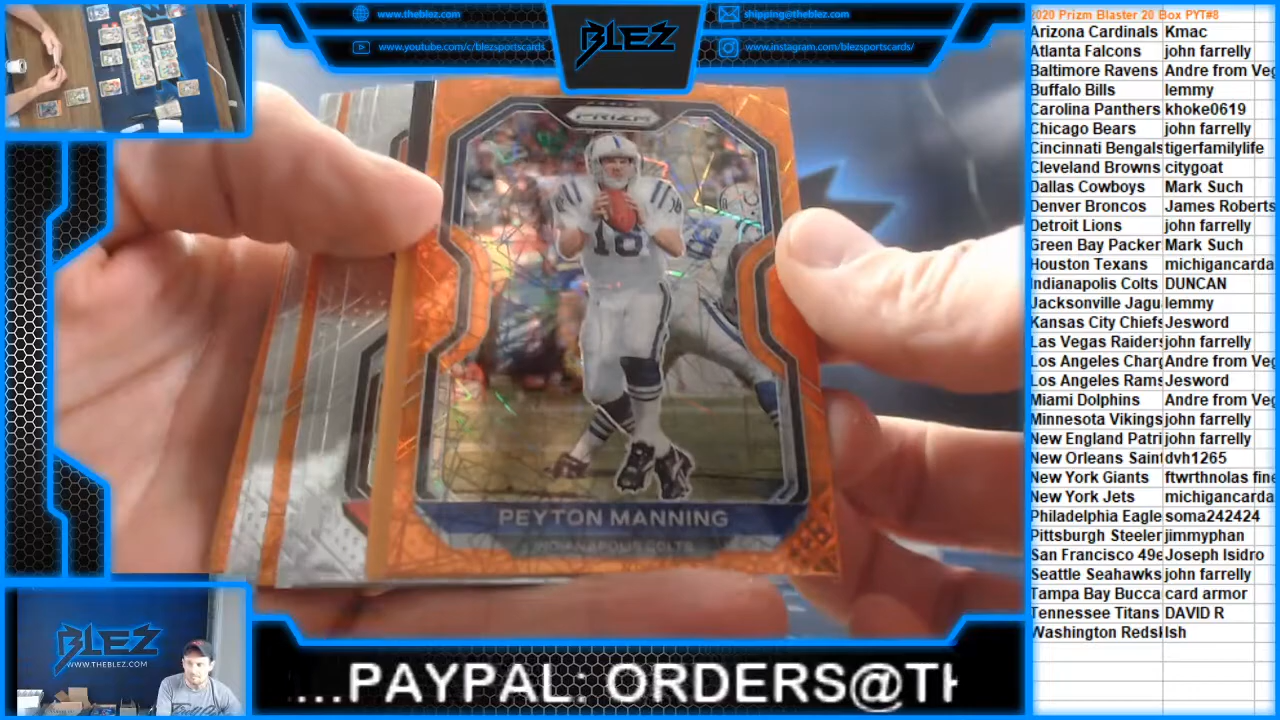 www.theblez.com
www.youtube.com/c/blezsportscards
BLEZ
shipping@theblez.com
www.instagram.com/blezsportscards/
PRIZM
18
PEYTON MANNING
INDIANAPOLIS COLTS
BLEZ
WWW.THEBLEZ.COM
...PAYPAL: ORDERS@TH
2020 Prizm Blaster 20 Box PYT#8
Arizona Cardinals Kmac
Atlanta Falcons john farrelly
Baltimore Ravens Andre from Veg
Buffalo Bills lemmy
Carolina Panthers khoke0619
Chicago Bears john farrelly
Cincinnati Bengals tigerfamilylife
Cleveland Browns citygoat
Dallas Cowboys Mark Such
Denver Broncos James Roberts
Detroit Lions john farrelly
Green Bay Packer Mark Such
Houston Texans michigancarda
Indianapolis Colts DUNCAN
Jacksonville Jagu lemmy
Kansas City Chiefs Jesword
Las Vegas Raiders john farrelly
Los Angeles Charg Andre from Veg
Los Angeles Rams Jesword
Miami Dolphins Andre from Veg
Minnesota Vikings john farrelly
New England Patri john farrelly
New Orleans Saint dvh1265
New York Giants ftwrthnolas fine
New York Jets michigancarda
Philadelphia Eagle soma242424
Pittsburgh Steeler jimmyphan
San Francisco 49e Joseph Isidro
Seattle Seahawks john farrelly
Tampa Bay Bucca card armor
Tennessee Titans DAVID R
Washington Redsk Ish